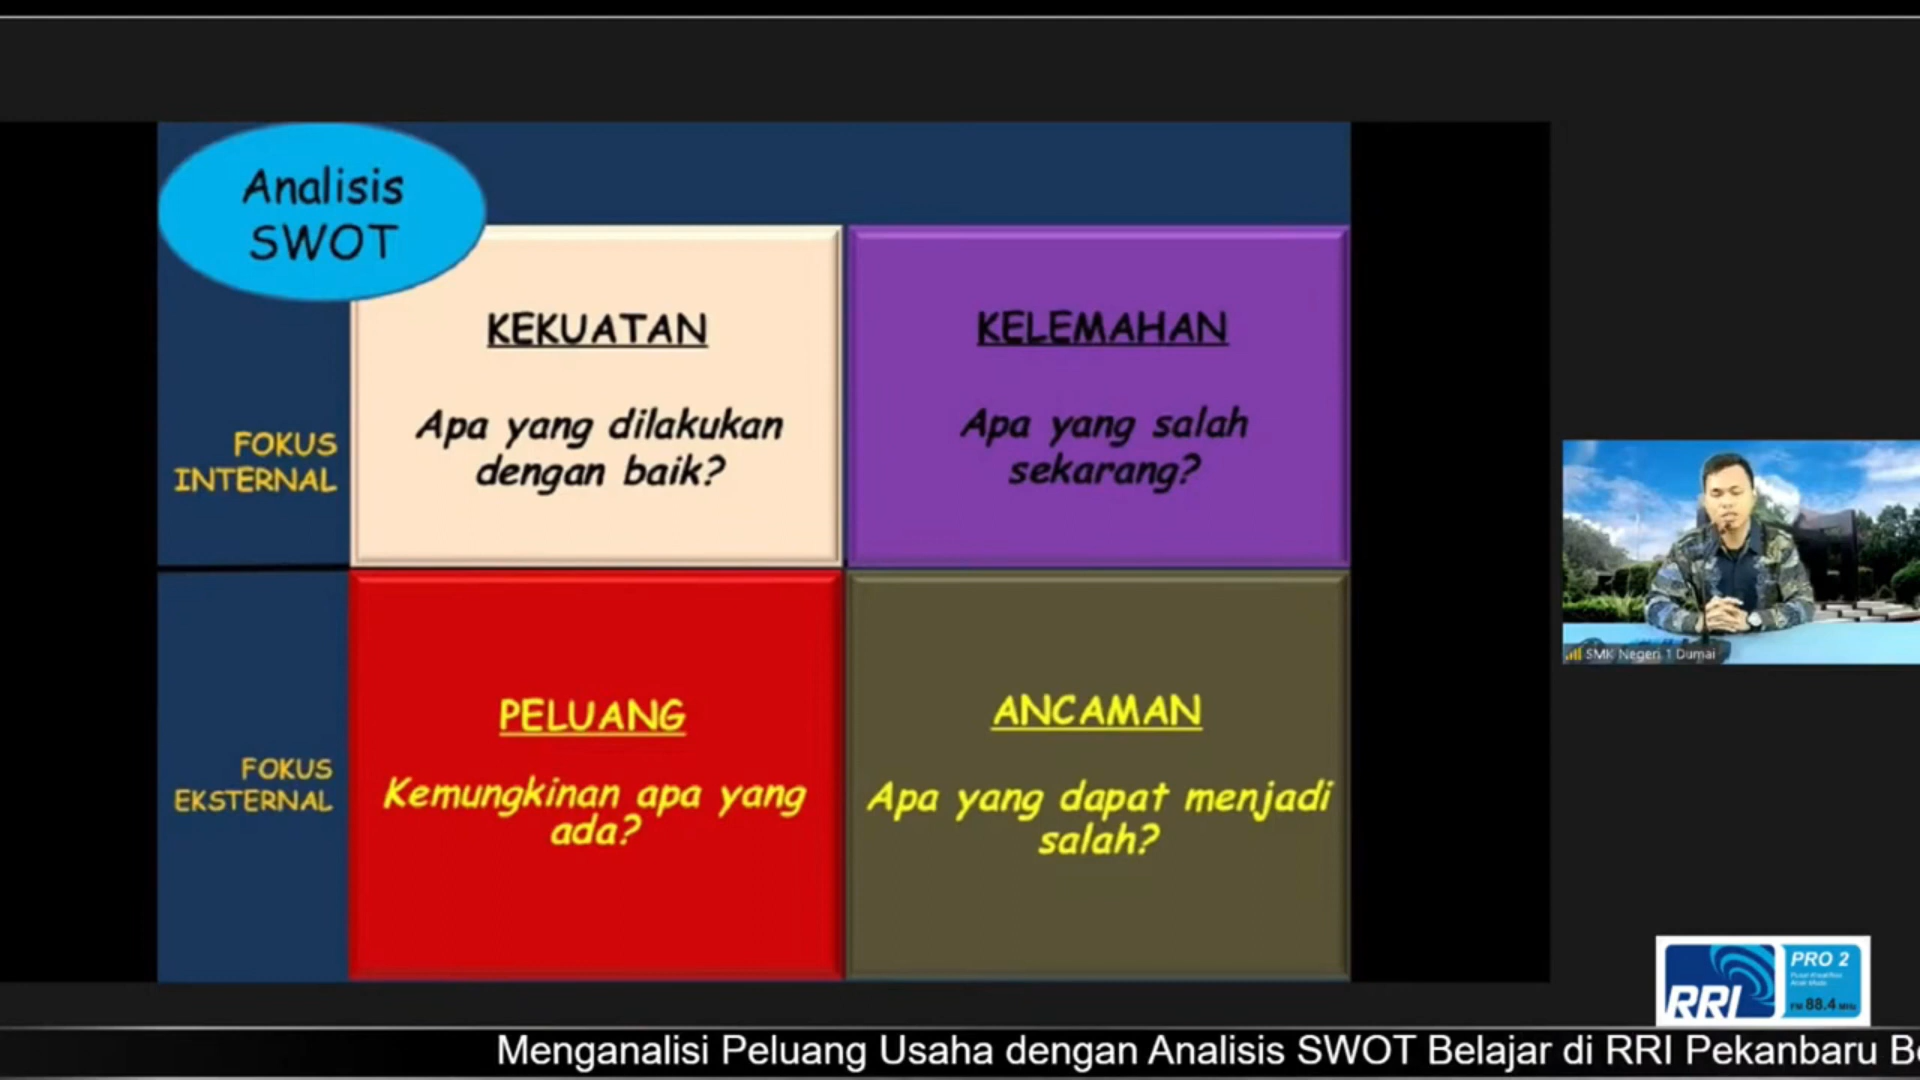 Analisis
SWOT
KEKUATAN
Apa yang dilakukan
dengan baik?
KELEMAHAN
Apa yang salah
sekarang?
FOKUS
INTERNAL
PELUANG
Kemungkinan apa yang
ada?
ANCAMAN
Apa yang dapat menjadi
salah?
FOKUS
EKSTERNAL
SMK Negeri 1 Dumai
RRI
PRO 2
FM 88.4 MHz
Menganalisi Peluang Usaha dengan Analisis SWOT Belajar di RRI Pekanbaru